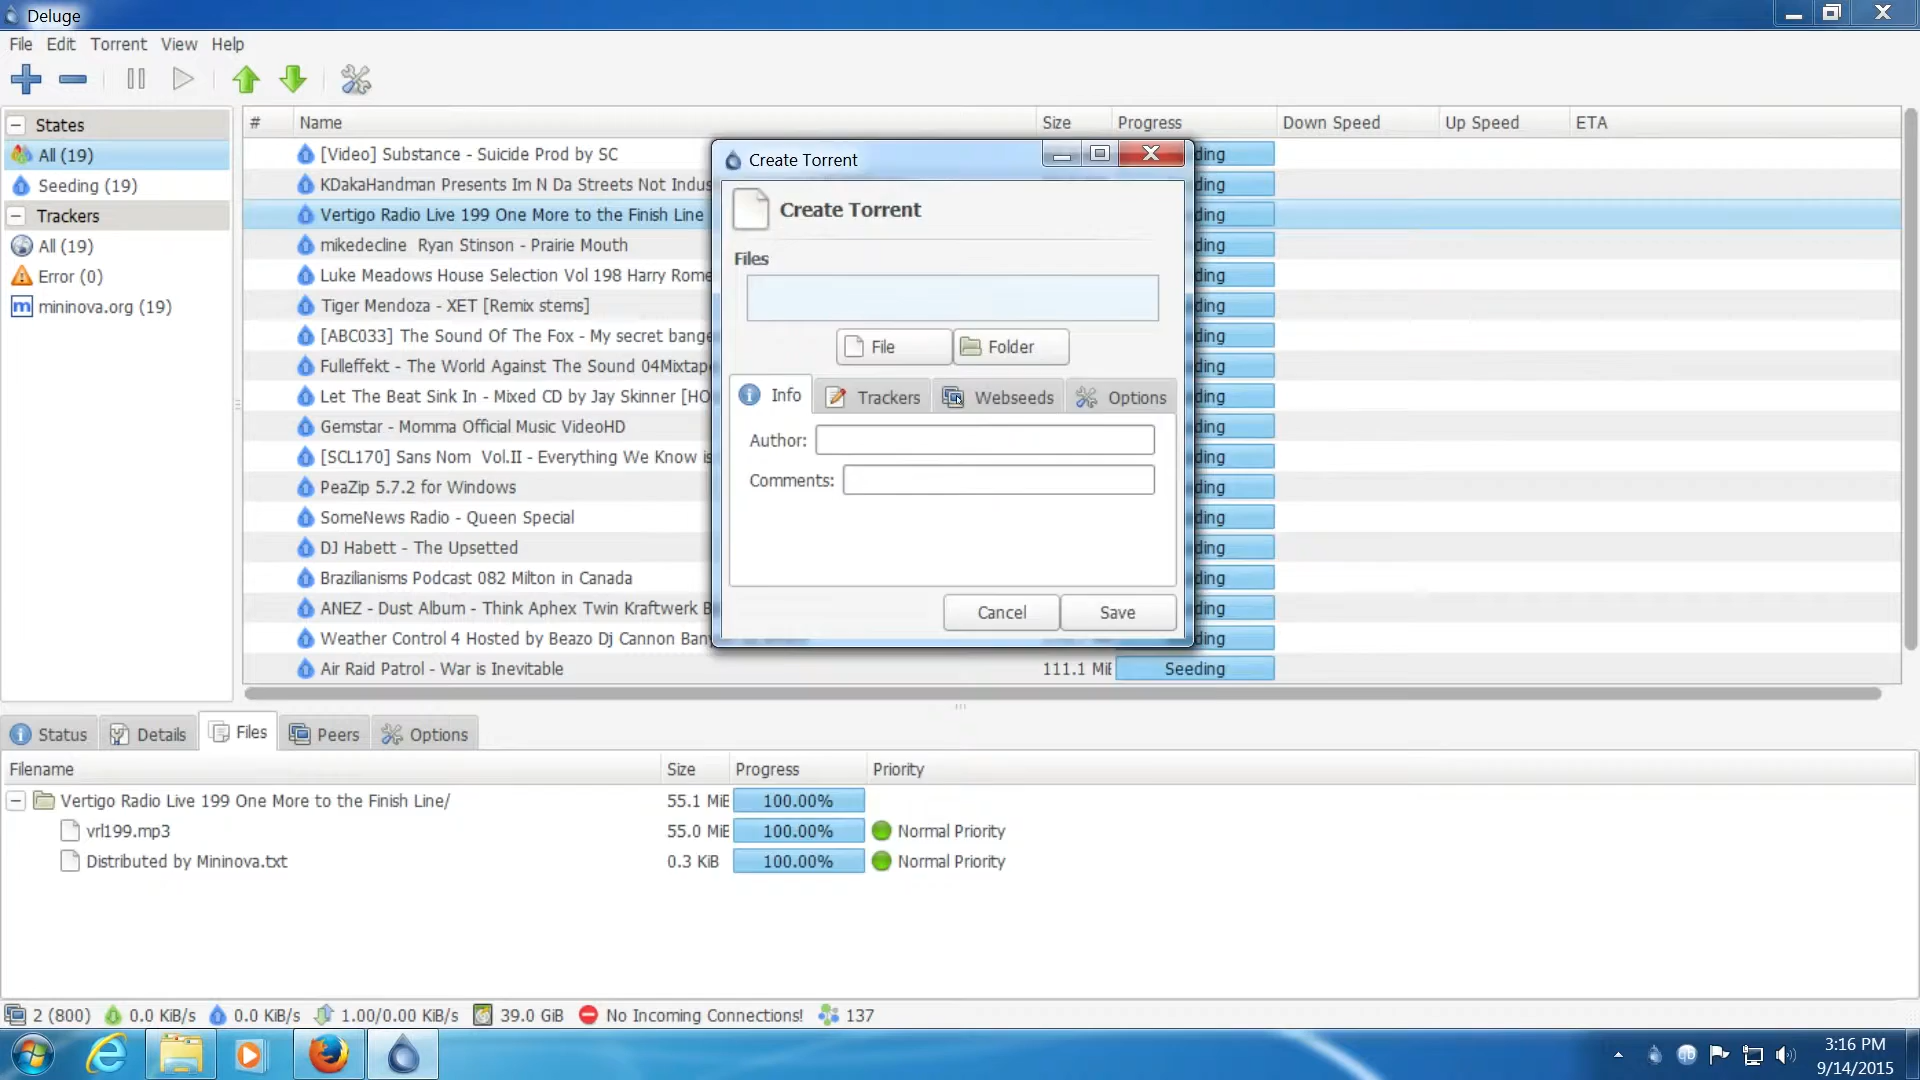 Deluge
File Edit Torrent View Help
States
All (19)
Seeding (19)
Trackers
All (19)
Error (0)
mininova.org (19)
# Name Size Progress Down Speed Up Speed ETA
[Video] Substance - Suicide Prod by SC
KDakaHandman Presents Im N Da Streets Not Indus
Vertigo Radio Live 199 One More to the Finish Line
mikedecline Ryan Stinson - Prairie Mouth
Luke Meadows House Selection Vol 198 Harry Rome
Tiger Mendoza - XET [Remix stems]
[ABC033] The Sound Of The Fox - My secret bange
Fulleffekt - The World Against The Sound 04Mixtape
Let The Beat Sink In - Mixed CD by Jay Skinner [HO
Gemstar - Momma Official Music VideoHD
[SCL170] Sans Nom Vol.II - Everything We Know is
PeaZip 5.7.2 for Windows
SomeNews Radio - Queen Special
DJ Habett - The Upsetted
Brazilianisms Podcast 082 Milton in Canada
ANEZ - Dust Album - Think Aphex Twin Kraftwerk B
Weather Control 4 Hosted by Beazo Dj Cannon Ban
Air Raid Patrol - War is Inevitable 111.1 MiB Seeding
Create Torrent
Create Torrent
Files
File Folder
Info Trackers Webseeds Options
Author:
Comments:
Cancel Save
Status Details Files Peers Options
Filename Size Progress Priority
Vertigo Radio Live 199 One More to the Finish Line/ 55.1 MiB 100.00%
vrl199.mp3 55.0 MiB 100.00% Normal Priority
Distributed by Mininova.txt 0.3 KiB 100.00% Normal Priority
2 (800) 0.0 KiB/s 0.0 KiB/s 1.00/0.00 KiB/s 39.0 GiB No Incoming Connections! 137
3:16 PM
9/14/2015